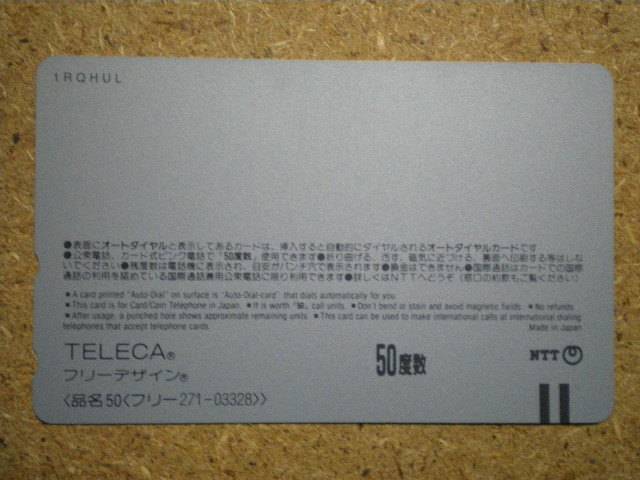 1RQHUL
●表面にオートダイヤルと表示してあるカードは、挿入すると自動的にダイヤルされるオートダイヤルカードです
●公衆電話、カード式ピンク電話で「50度数」使用できます●折り曲げる、汚す、磁気に近づける、裏面へ印刷する等はしな
いでください●残度数は電話機に表示され、目安がパンチ穴で表示されます●換金はできません●国際通話はカードでの国際
通話の利用を認めている国際通話兼用公衆電話に限り利用できます●詳しくはNTTへどうぞ(窓口の約款もご覧ください)
■A card printed "Auto-Dial" on surface is "Auto-Dial-card" that dials automatically for you.
■This card is for Card/Coin Telephone in Japan. ■It is worth "50" call units. ■Don't bend or stain and avoid magnetic fields. ■No refunds.
■After usage, a punched hole shows approximate remaining units. ■This card can be used to make international calls at international dialing
telephones that accept telephone cards. Made in Japan
TELECA® 50度数 NTT
フリーデザイン®
〈品名50〈フリー271-03328〉〉